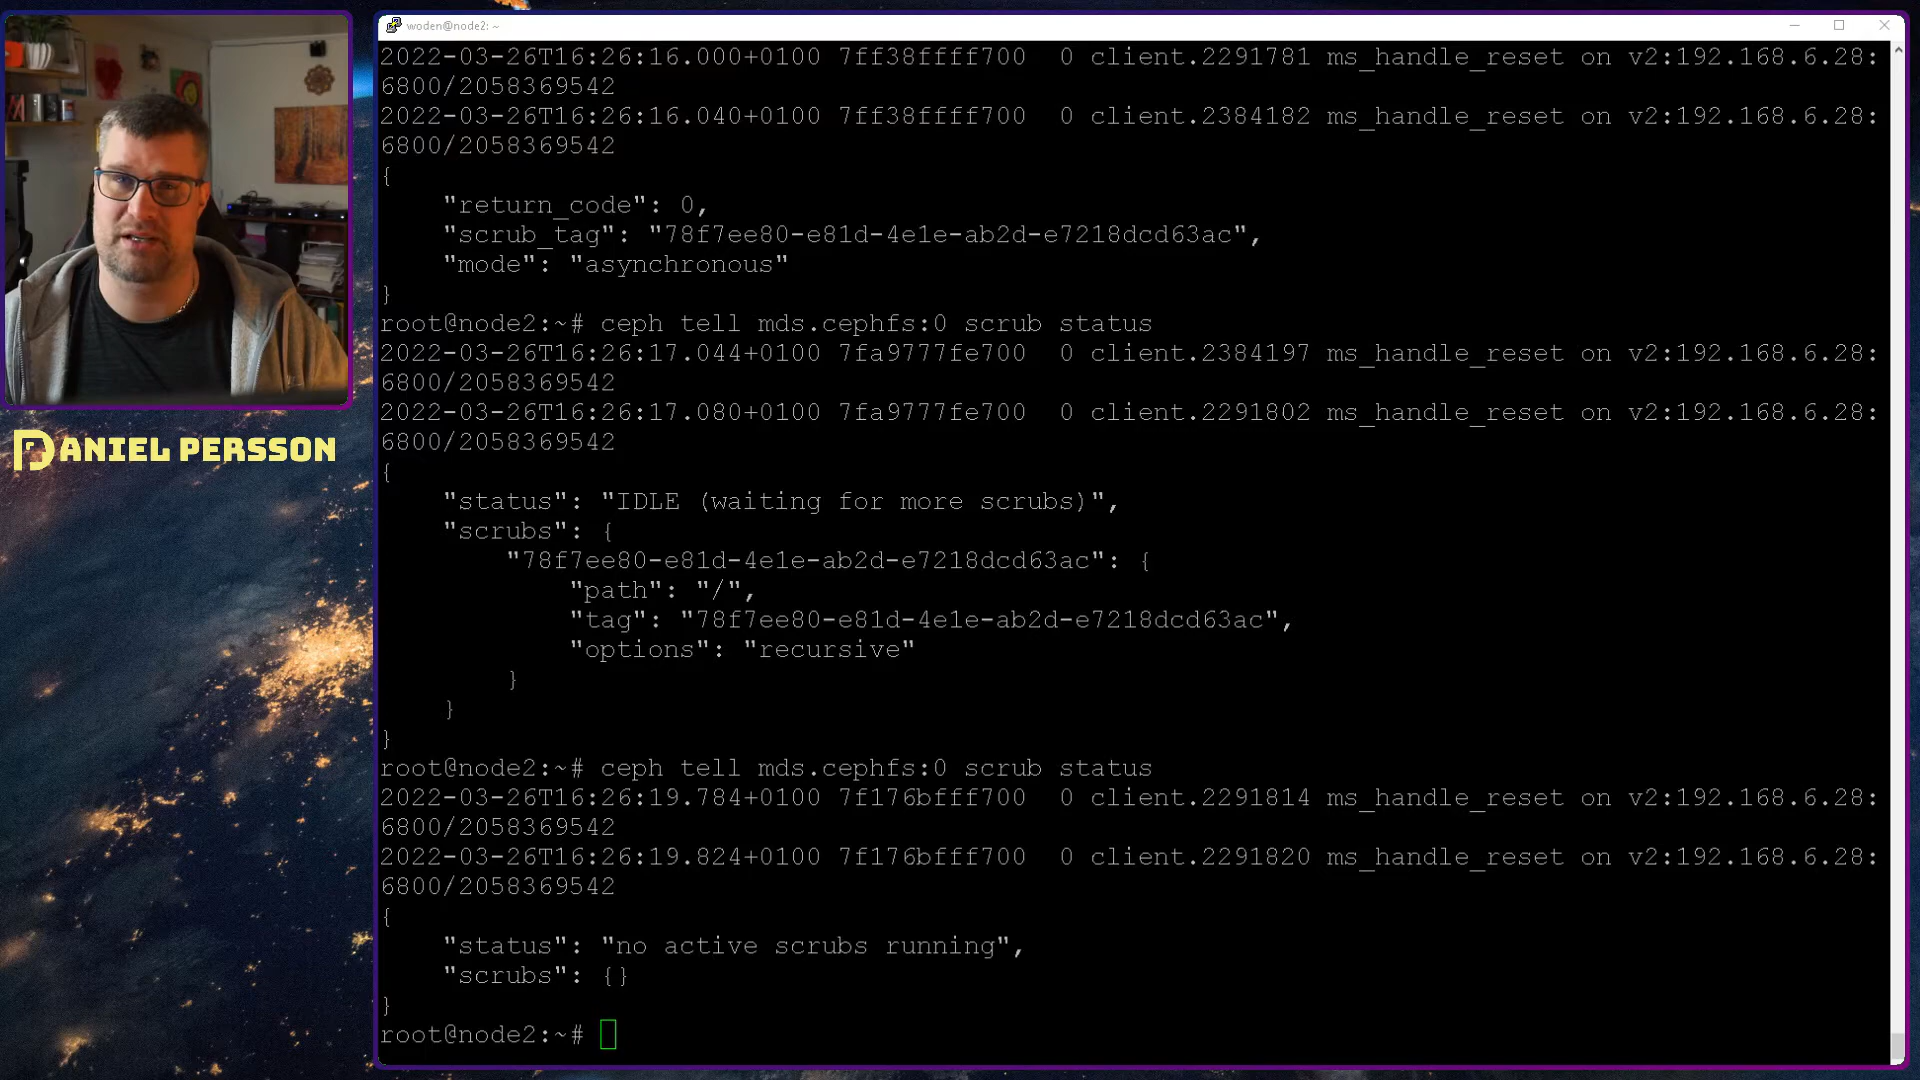 woden@node2: ~
2022-03-26T16:26:16.000+0100 7ff38ffff700  0 client.2291781 ms_handle_reset on v2:192.168.6.28:
6800/2058369542
2022-03-26T16:26:16.040+0100 7ff38ffff700  0 client.2384182 ms_handle_reset on v2:192.168.6.28:
6800/2058369542
{
    "return_code": 0,
    "scrub_tag": "78f7ee80-e81d-4e1e-ab2d-e7218dcd63ac",
    "mode": "asynchronous"
}
root@node2:~# ceph tell mds.cephfs:0 scrub status
2022-03-26T16:26:17.044+0100 7fa9777fe700  0 client.2384197 ms_handle_reset on v2:192.168.6.28:
6800/2058369542
2022-03-26T16:26:17.080+0100 7fa9777fe700  0 client.2291802 ms_handle_reset on v2:192.168.6.28:
6800/2058369542
{
    "status": "IDLE (waiting for more scrubs)",
    "scrubs": {
        "78f7ee80-e81d-4e1e-ab2d-e7218dcd63ac": {
            "path": "/",
            "tag": "78f7ee80-e81d-4e1e-ab2d-e7218dcd63ac",
            "options": "recursive"
        }
    }
}
root@node2:~# ceph tell mds.cephfs:0 scrub status
2022-03-26T16:26:19.784+0100 7f176bfff700  0 client.2291814 ms_handle_reset on v2:192.168.6.28:
6800/2058369542
2022-03-26T16:26:19.824+0100 7f176bfff700  0 client.2291820 ms_handle_reset on v2:192.168.6.28:
6800/2058369542
{
    "status": "no active scrubs running",
    "scrubs": {}
}
root@node2:~#
DANIEL PERSSON